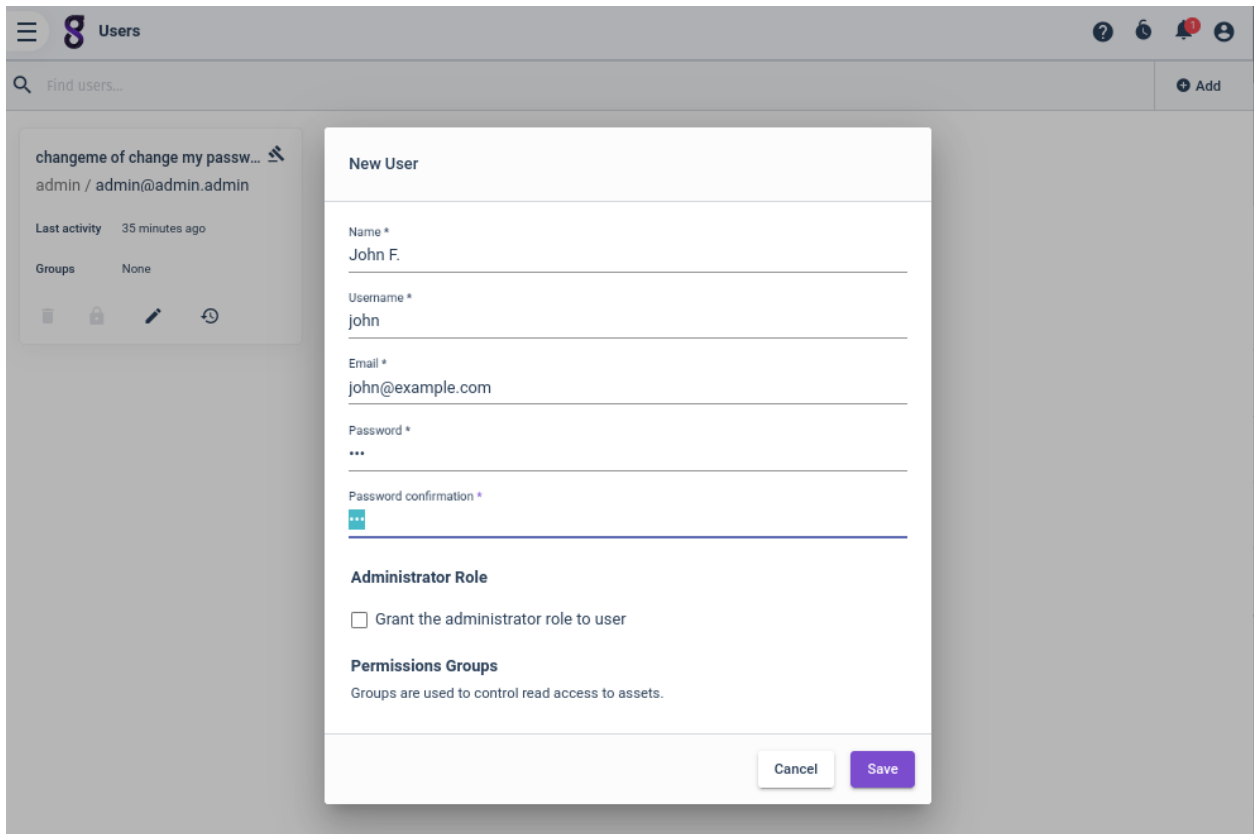 Users
1
Find users...
Add
changeme of change my passw...
admin / admin@admin.admin
Last activity 35 minutes ago
Groups None
New User
Name *
John F.
Username *
john
Email *
john@example.com
Password *
•••
Password confirmation *
•••
Administrator Role
Grant the administrator role to user
Permissions Groups
Groups are used to control read access to assets.
Cancel Save